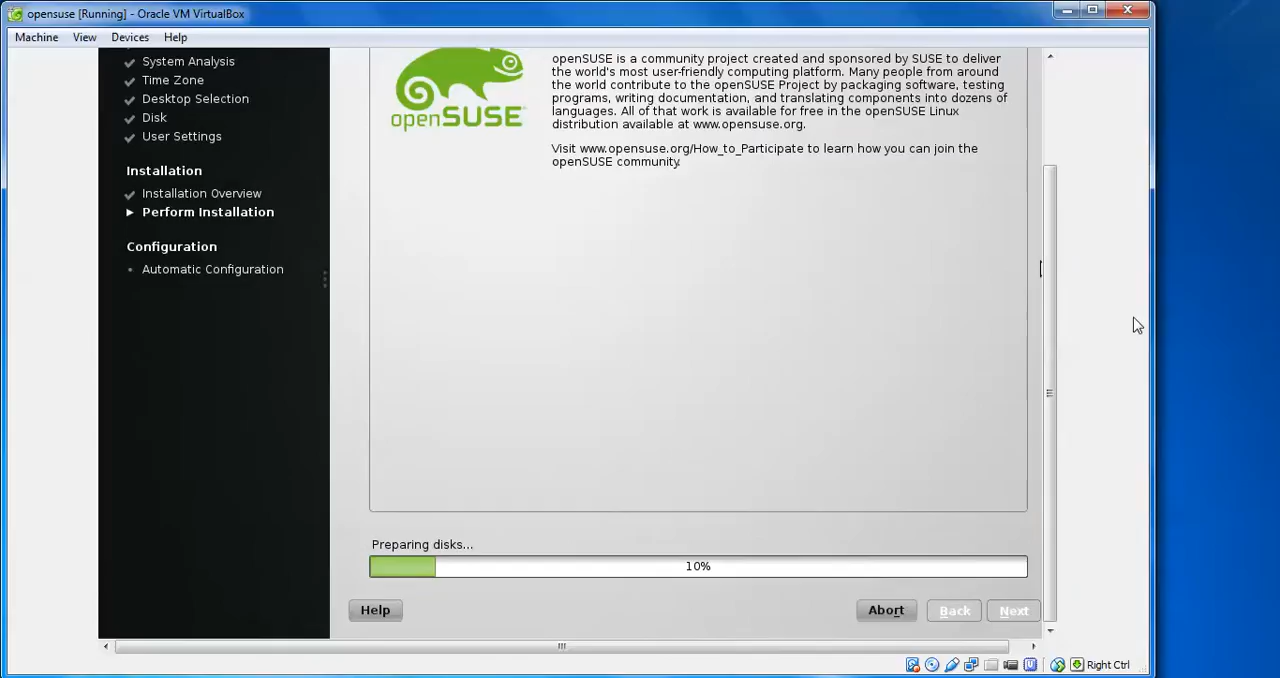 opensuse [Running] - Oracle VM VirtualBox
Machine View Devices Help
System Analysis
Time Zone
Desktop Selection
Disk
User Settings
Installation
Installation Overview
Perform Installation
Configuration
Automatic Configuration
openSUSE
openSUSE is a community project created and sponsored by SUSE to deliver
the world's most user-friendly computing platform. Many people from around
the world contribute to the openSUSE Project by packaging software, testing
programs, writing documentation, and translating components into dozens of
languages. All of that work is available for free in the openSUSE Linux
distribution available at www.opensuse.org.
Visit www.opensuse.org/How_to_Participate to learn how you can join the
openSUSE community.
Preparing disks...
10%
Help Abort Back Next
Right Ctrl